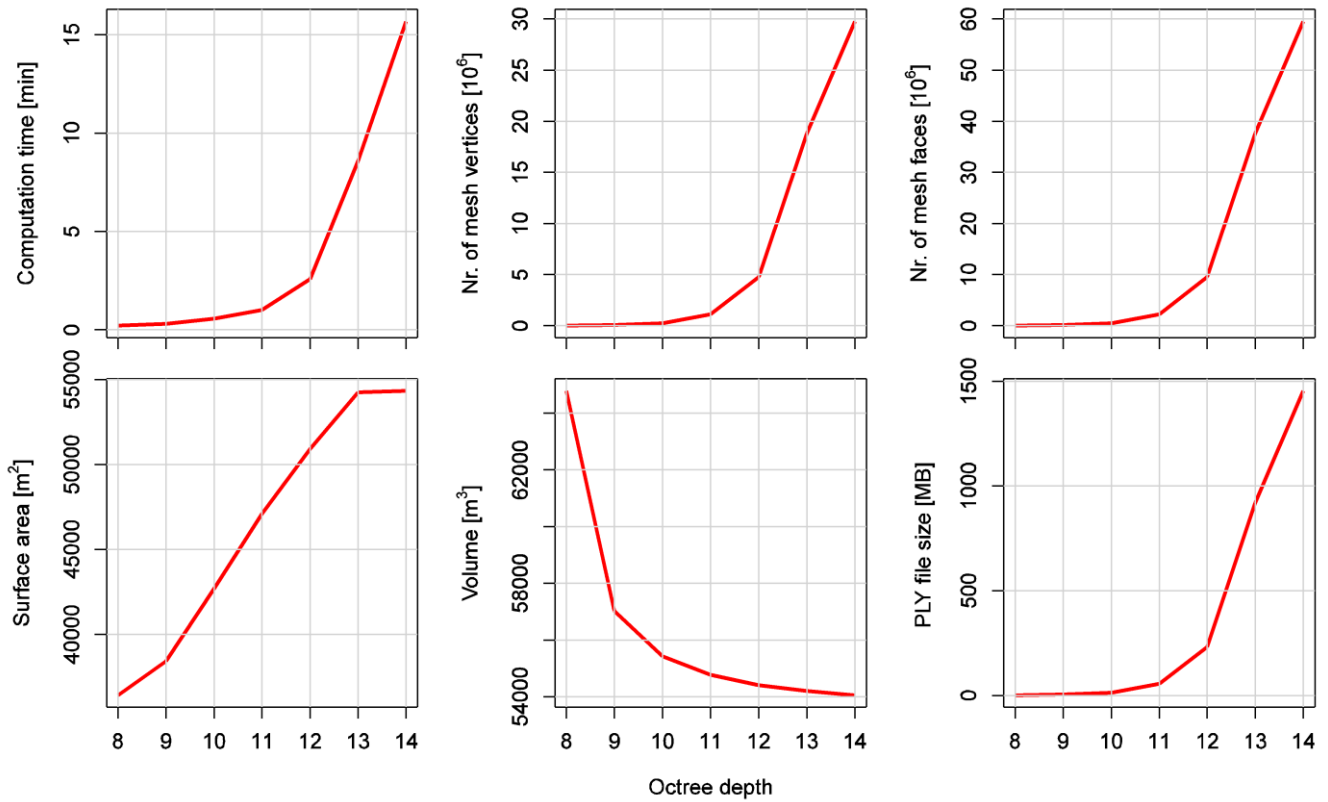 Computation time [min]
15
10
5
0
Nr. of mesh vertices [10⁶]
30
25
20
15
10
5
0
Nr. of mesh faces [10⁶]
60
50
40
30
20
10
0
Surface area [m²]
55000
50000
45000
40000
8 9 10 11 12 13 14
Volume [m³]
62000
58000
54000
8 9 10 11 12 13 14
PLY file size [MB]
1500
1000
500
0
8 9 10 11 12 13 14
Octree depth